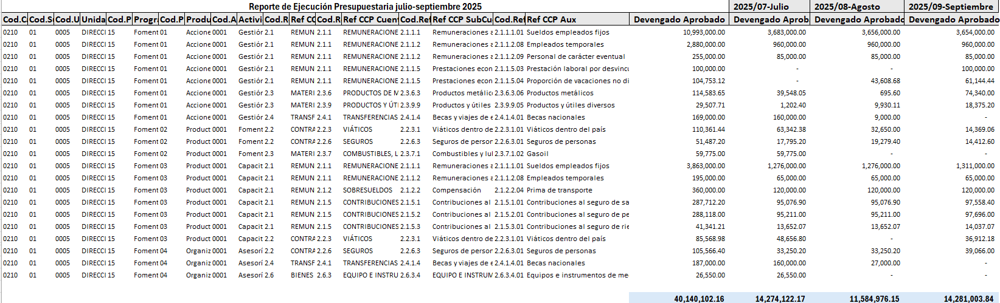 Reporte de Ejecución Presupuestaria julio-septiembre 2025 2025/07-Julio 2025/08-Agosto 2025/09-Septiembre
Cod.C Cod.S Cod.U Unida Cod.P Progra Cod.P Produ Cod.A Activi Cod.R Ref CC Cod.R Ref CCP Cuen Cod.Ref Ref CCP SubCu Cod.Ref Ref CCP Aux Devengado Aprobado Devengado Aprob Devengado Aprobado Devengado Aprobado
0210 01 0005 DIRECCI 15 Foment 01 Accione 0001 Gestión 2.1 REMUN 2.1.1 REMUNERACIONE 2.1.1.1 Remuneraciones a 2.1.1.1.01 Sueldos empleados fijos 10,993,000.00 3,683,000.00 3,656,000.00 3,654,000.00
0210 01 0005 DIRECCI 15 Foment 01 Accione 0001 Gestión 2.1 REMUN 2.1.1 REMUNERACIONE 2.1.1.2 Remuneraciones a 2.1.1.2.08 Empleados temporales 2,880,000.00 960,000.00 960,000.00 960,000.00
0210 01 0005 DIRECCI 15 Foment 01 Accione 0001 Gestión 2.1 REMUN 2.1.1 REMUNERACIONE 2.1.1.2 Remuneraciones a 2.1.1.2.09 Personal de carácter eventual 255,000.00 85,000.00 85,000.00 85,000.00
0210 01 0005 DIRECCI 15 Foment 01 Accione 0001 Gestión 2.1 REMUN 2.1.1 REMUNERACIONE 2.1.1.5 Prestaciones econ 2.1.1.5.03 Prestación laboral por desvincu 100,000.00 - - 100,000.00
0210 01 0005 DIRECCI 15 Foment 01 Accione 0001 Gestión 2.1 REMUN 2.1.1 REMUNERACIONE 2.1.1.5 Prestaciones econ 2.1.1.5.04 Proporción de vacaciones no di 104,753.12 - 43,608.68 61,144.44
0210 01 0005 DIRECCI 15 Foment 01 Accione 0001 Gestión 2.3 MATERI 2.3.6 PRODUCTOS DE M 2.3.6.3 Productos metálic 2.3.6.3.06 Productos metálicos 114,583.65 39,548.05 695.60 74,340.00
0210 01 0005 DIRECCI 15 Foment 01 Accione 0001 Gestión 2.3 MATERI 2.3.9 PRODUCTOS Y ÚTI 2.3.9.9 Productos y útiles 2.3.9.9.05 Productos y útiles diversos 29,507.71 1,202.40 9,930.11 18,375.20
0210 01 0005 DIRECCI 15 Foment 01 Accione 0001 Gestión 2.4 TRANSF 2.4.1 TRANSFERENCIAS 2.4.1.4 Becas y viajes de e 2.4.1.4.01 Becas nacionales 169,000.00 160,000.00 9,000.00 -
0210 01 0005 DIRECCI 15 Foment 02 Product 0001 Foment 2.2 CONTRA 2.2.3 VIÁTICOS 2.2.3.1 Viáticos dentro de 2.2.3.1.01 Viáticos dentro del país 110,361.44 63,342.38 32,650.00 14,369.06
0210 01 0005 DIRECCI 15 Foment 02 Product 0001 Foment 2.2 CONTRA 2.2.6 SEGUROS 2.2.6.3 Seguros de person 2.2.6.3.01 Seguros de personas 51,487.20 17,795.20 19,279.40 14,412.60
0210 01 0005 DIRECCI 15 Foment 02 Product 0001 Foment 2.3 MATERI 2.3.7 COMBUSTIBLES, L 2.3.7.1 Combustibles y lul 2.3.7.1.02 Gasoil 59,775.00 59,775.00 - -
0210 01 0005 DIRECCI 15 Foment 03 Product 0001 Capacit 2.1 REMUN 2.1.1 REMUNERACIONE 2.1.1.1 Remuneraciones a 2.1.1.1.01 Sueldos empleados fijos 3,863,000.00 1,276,000.00 1,276,000.00 1,311,000.00
0210 01 0005 DIRECCI 15 Foment 03 Product 0001 Capacit 2.1 REMUN 2.1.1 REMUNERACIONE 2.1.1.2 Remuneraciones a 2.1.1.2.08 Empleados temporales 195,000.00 65,000.00 65,000.00 65,000.00
0210 01 0005 DIRECCI 15 Foment 03 Product 0001 Capacit 2.1 REMUN 2.1.2 SOBRESUELDOS 2.1.2.2 Compensación 2.1.2.2.04 Prima de transporte 360,000.00 120,000.00 120,000.00 120,000.00
0210 01 0005 DIRECCI 15 Foment 03 Product 0001 Capacit 2.1 REMUN 2.1.5 CONTRIBUCIONES 2.1.5.1 Contribuciones al 2.1.5.1.01 Contribuciones al seguro de sa 287,712.20 95,076.90 95,076.90 97,558.40
0210 01 0005 DIRECCI 15 Foment 03 Product 0001 Capacit 2.1 REMUN 2.1.5 CONTRIBUCIONES 2.1.5.2 Contribuciones al 2.1.5.2.01 Contribuciones al seguro de pe 288,118.00 95,211.00 95,211.00 97,696.00
0210 01 0005 DIRECCI 15 Foment 03 Product 0001 Capacit 2.1 REMUN 2.1.5 CONTRIBUCIONES 2.1.5.3 Contribuciones al 2.1.5.3.01 Contribuciones al seguro de rie 41,341.21 13,652.07 13,652.07 14,037.07
0210 01 0005 DIRECCI 15 Foment 03 Product 0001 Capacit 2.2 CONTRA 2.2.3 VIÁTICOS 2.2.3.1 Viáticos dentro de 2.2.3.1.01 Viáticos dentro del país 85,568.98 48,656.80 - 36,912.18
0210 01 0005 DIRECCI 15 Foment 04 Organiz 0001 Asesorí 2.2 CONTRA 2.2.6 SEGUROS 2.2.6.3 Seguros de person 2.2.6.3.01 Seguros de personas 105,566.40 33,250.20 33,250.20 39,066.00
0210 01 0005 DIRECCI 15 Foment 04 Organiz 0001 Asesorí 2.4 TRANSF 2.4.1 TRANSFERENCIAS 2.4.1.4 Becas y viajes de e 2.4.1.4.01 Becas nacionales 187,000.00 160,000.00 27,000.00 -
0210 01 0005 DIRECCI 15 Foment 04 Organiz 0001 Asesorí 2.6 BIENES 2.6.3 EQUIPO E INSTRU 2.6.3.4 EQUIPO E INSTRUM 2.6.3.4.01 Equipos e instrumentos de me 26,550.00 26,550.00 - -
40,140,102.16 14,274,122.17 11,584,976.15 14,281,003.84